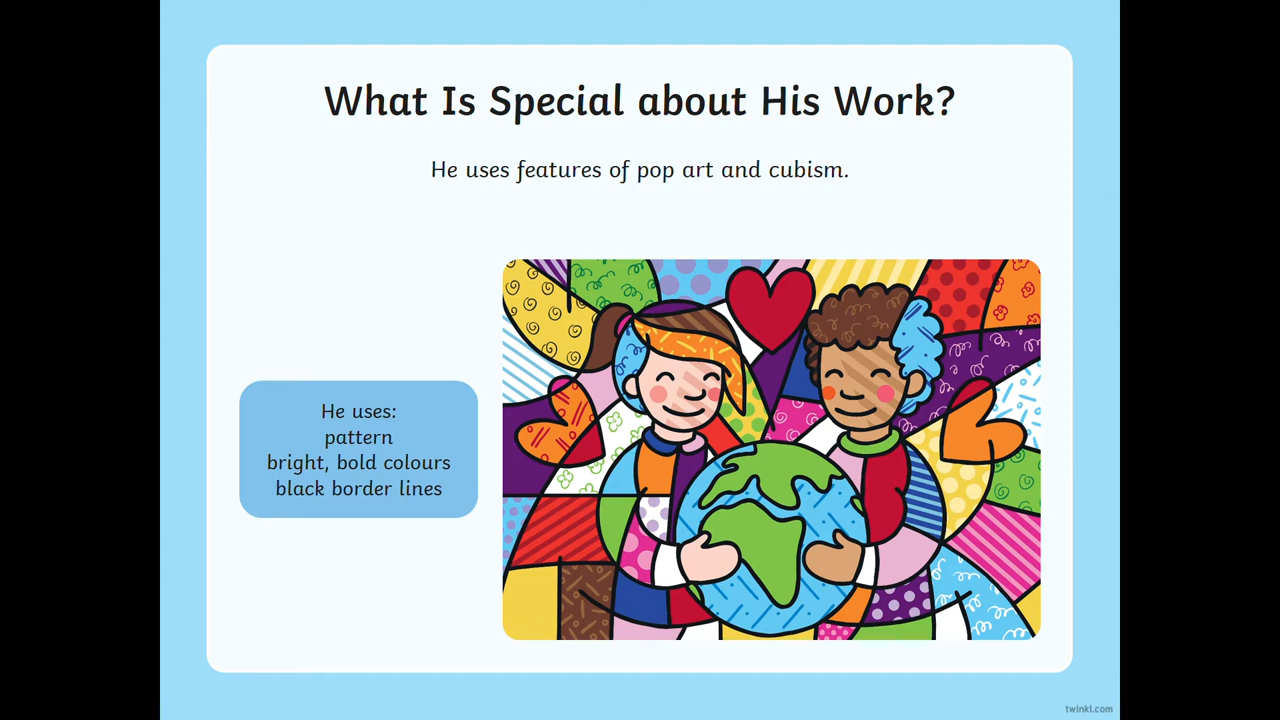 What Is Special about His Work?
He uses features of pop art and cubism.
He uses:
pattern
bright, bold colours
black border lines
twinkl.com